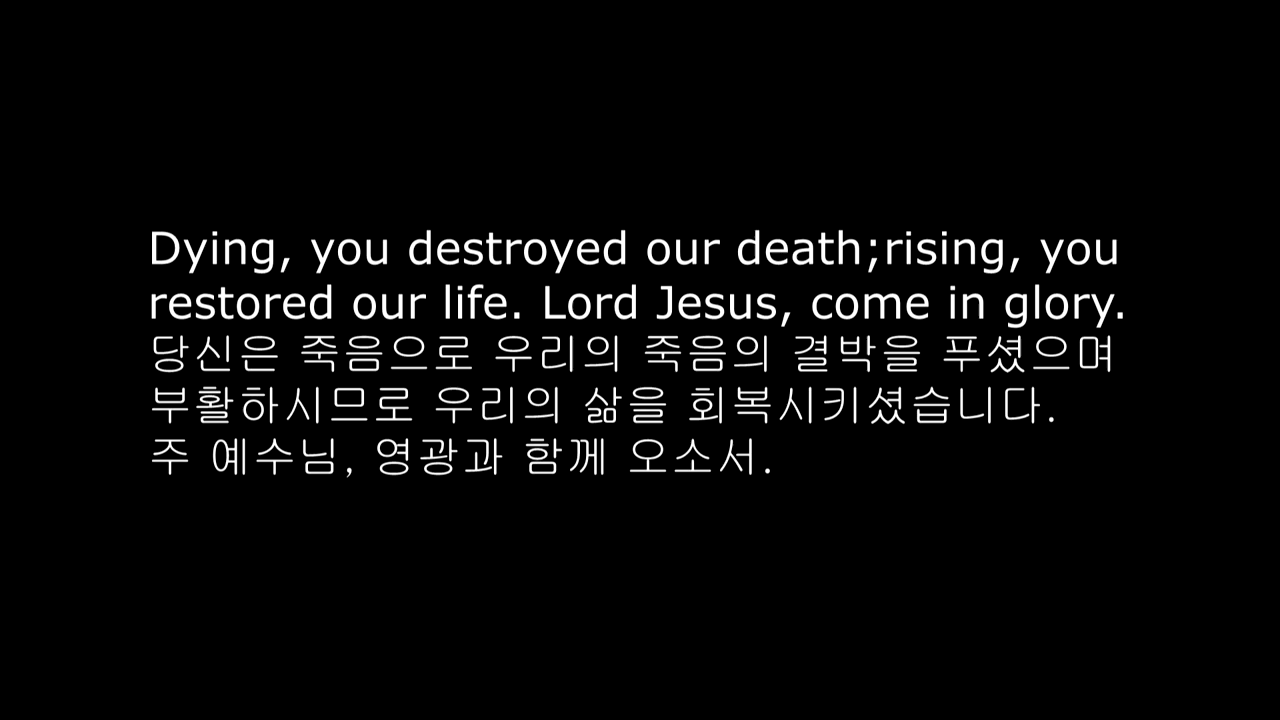 Dying, you destroyed our death;rising, you
restored our life. Lord Jesus, come in glory.
당신은 죽음으로 우리의 죽음의 결박을 푸셨으며
부활하시므로 우리의 삶을 회복시키셨습니다.
주 예수님, 영광과 함께 오소서.